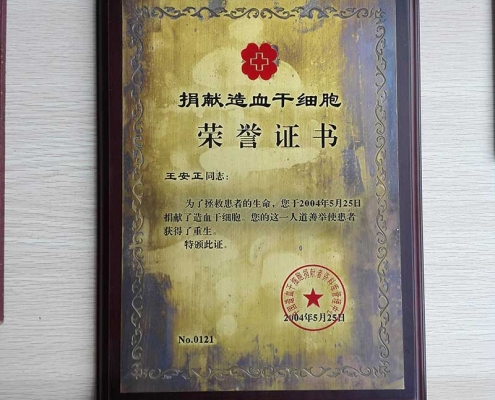 捐献造血干细胞
荣誉证书
王安正同志：
为了拯救患者的生命，您于2004年5月25日
捐献了造血干细胞。您的这一人道善举使患者
获得了重生。
特颁此证。
2004年5月25日
No.0121